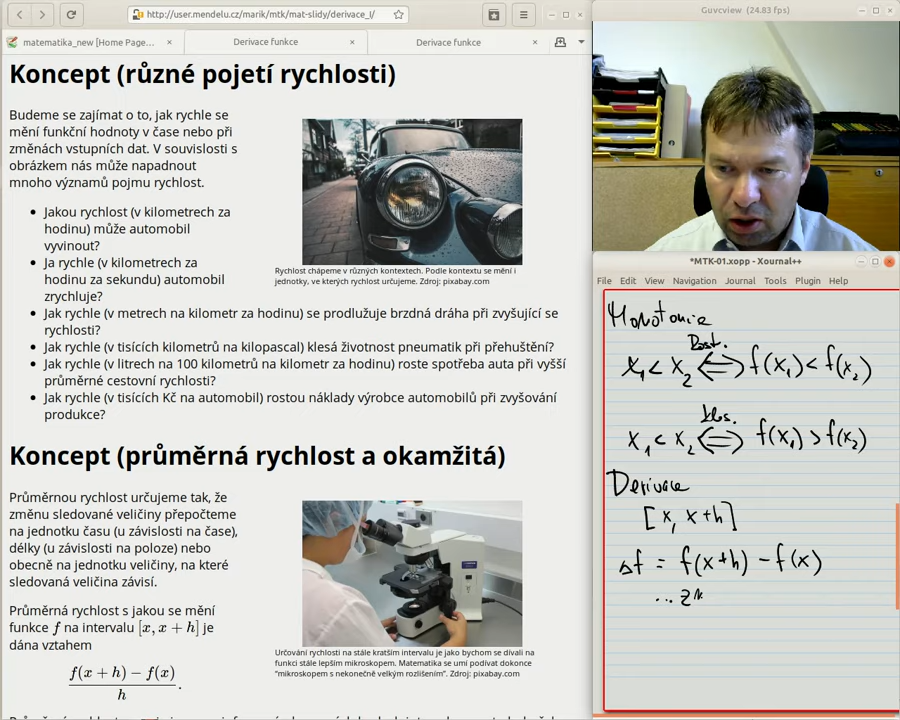 http://user.mendelu.cz/marik/mtk/mat-slidy/derivace_I/
matematika_new [Home Page...
Derivace funkce
Derivace funkce
Koncept (různé pojetí rychlosti)
Budeme se zajímat o to, jak rychle se
mění funkční hodnoty v čase nebo při
změnách vstupních dat. V souvislosti s
obrázkem nás může napadnout
mnoho významů pojmu rychlost.
Jakou rychlost (v kilometrech za
hodinu) může automobil
vyvinout?
Ja rychle (v kilometrech za
hodinu za sekundu) automobil
zrychluje?
Jak rychle (v metrech na kilometr za hodinu) se prodlužuje brzdná dráha při zvyšující se
rychlosti?
Jak rychle (v tisících kilometrů na kilopascal) klesá životnost pneumatik při přehuštění?
Jak rychle (v litrech na 100 kilometrů na kilometr za hodinu) roste spotřeba auta při vyšší
průměrné cestovní rychlosti?
Jak rychle (v tisících Kč na automobil) rostou náklady výrobce automobilů při zvyšování
produkce?
Rychlost chápeme v různých kontextech. Podle kontextu se mění i
jednotky, ve kterých rychlost určujeme. Zdroj: pixabay.com
Koncept (průměrná rychlost a okamžitá)
Průměrnou rychlost určujeme tak, že
změnu sledované veličiny přepočteme
na jednotku času (u závislosti na čase),
délky (u závislosti na poloze) nebo
obecně na jednotku veličiny, na které
sledovaná veličina závisí.
Průměrná rychlost s jakou se mění
funkce f na intervalu [x, x + h] je
dána vztahem
f(x + h) − f(x)
h
.
Určování rychlosti na stále kratším intervalu je jako bychom se dívali na
funkci stále lepším mikroskopem. Matematika se umí podívat dokonce
"mikroskopem s nekonečně velkým rozlišením". Zdroj: pixabay.com
Guvcview (24.83 fps)
*MTK-01.xopp - Xournal++
File Edit View Navigation Journal Tools Plugin Help
Monotonie
Rost.
x₁ < x₂ ⟺ f(x₁) < f(x₂)
kles.
x₁ < x₂ ⟺ f(x₁) > f(x₂)
Derivace
[x, x+h]
Δf = f(x+h) − f(x)